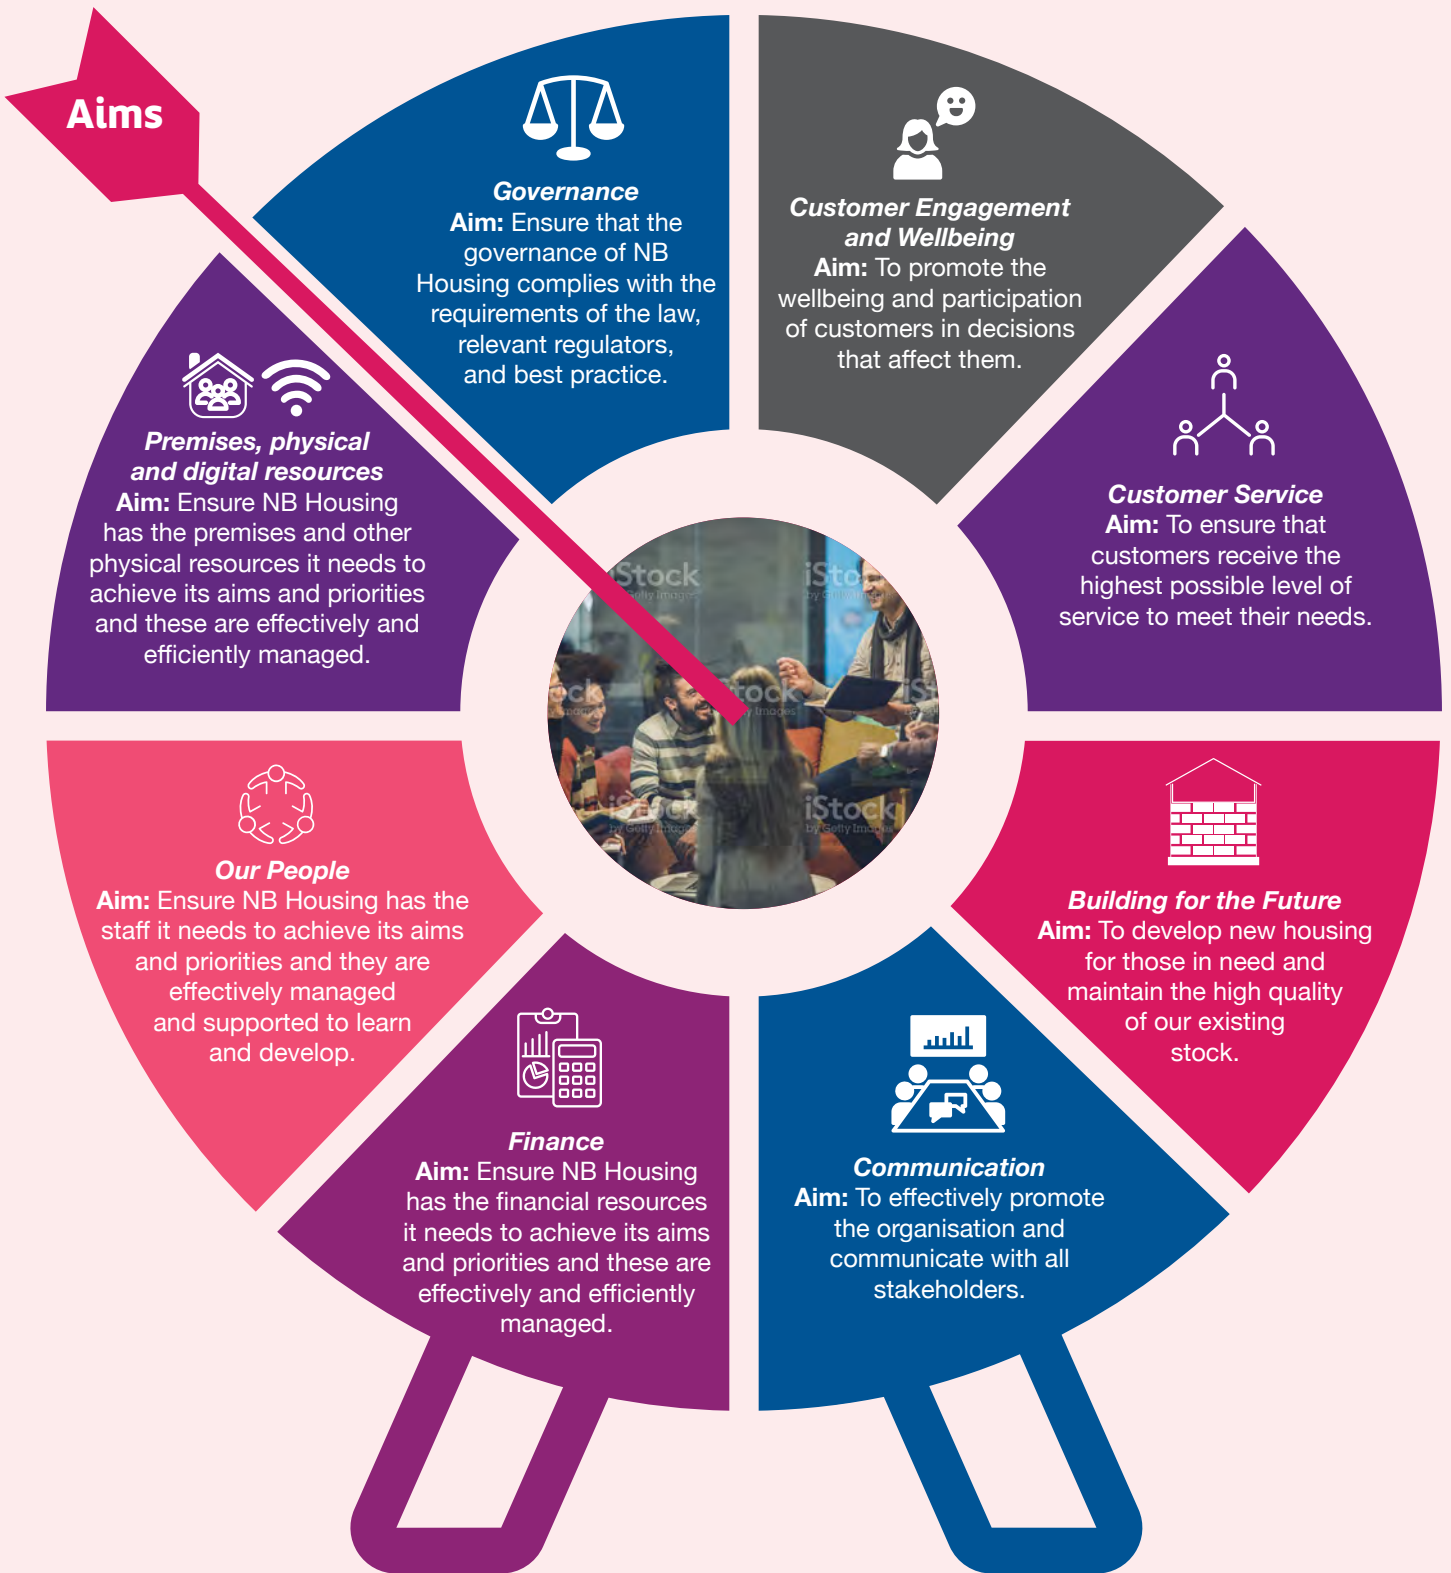 Aims
Governance
Aim: Ensure that the
governance of NB
Housing complies with the
requirements of the law,
relevant regulators,
and best practice.
Customer Engagement
and Wellbeing
Aim: To promote the
wellbeing and participation
of customers in decisions
that affect them.
Customer Service
Aim: To ensure that
customers receive the
highest possible level of
service to meet their needs.
Building for the Future
Aim: To develop new housing
for those in need and
maintain the high quality
of our existing
stock.
Communication
Aim: To effectively promote
the organisation and
communicate with all
stakeholders.
Finance
Aim: Ensure NB Housing
has the financial resources
it needs to achieve its aims
and priorities and these are
effectively and efficiently
managed.
Our People
Aim: Ensure NB Housing has the
staff it needs to achieve its aims
and priorities and they are
effectively managed
and supported to learn
and develop.
Premises, physical
and digital resources
Aim: Ensure NB Housing
has the premises and other
physical resources it needs to
achieve its aims and priorities
and these are effectively and
efficiently managed.
iStock
by Getty Images
iStock
by Getty Images